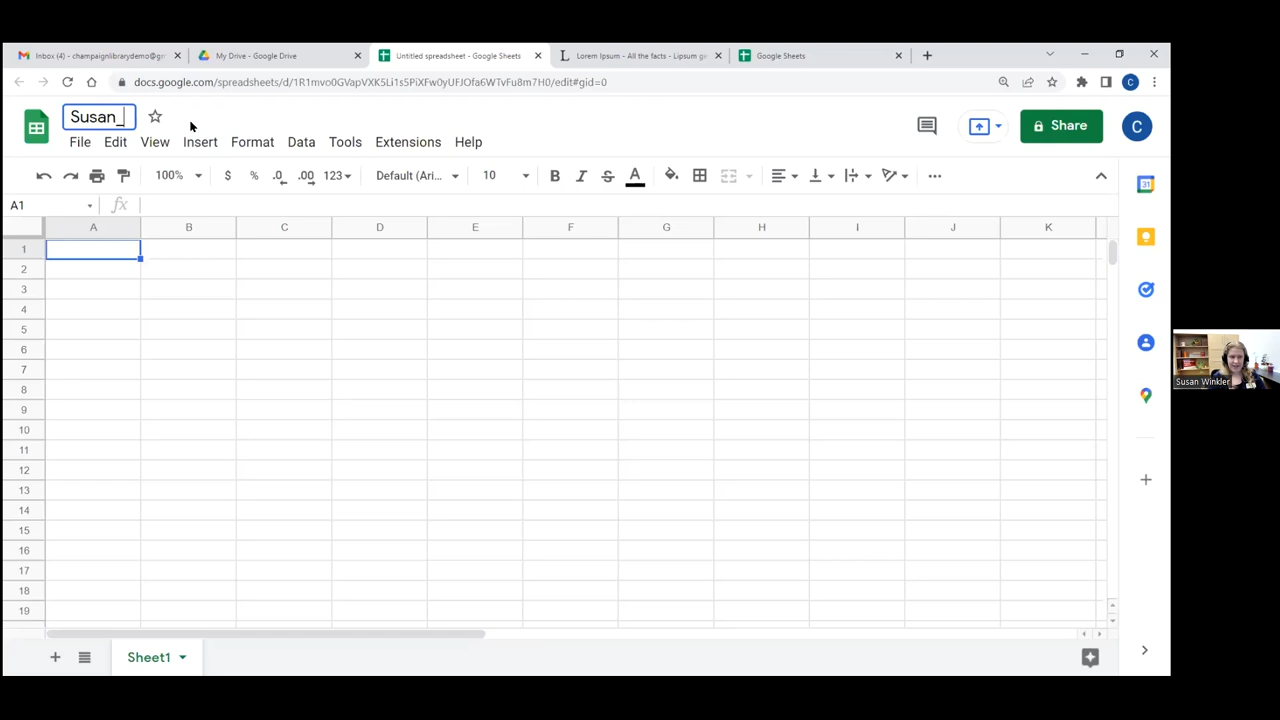 Inbox (4) - champaignlibrarydemo@gm
My Drive - Google Drive
Untitled spreadsheet - Google Sheets
Lorem Ipsum - All the facts - Lipsum ge
Google Sheets
docs.google.com/spreadsheets/d/1R1mvo0GVapVXK5Li1s5PiXFw0yUFJOfa6WTvFu8m7H0/edit#gid=0
C
Susan_
Share
C
File Edit View Insert Format Data Tools Extensions Help
100% $ % .0 .00 123 Default (Ari... 10 B I S A
31
A1 fx
A B C D E F G H I J K
1
2
3
4
5
6
7
8
9
10
11
12
13
14
15
16
17
18
19
Susan Winkler
Sheet1